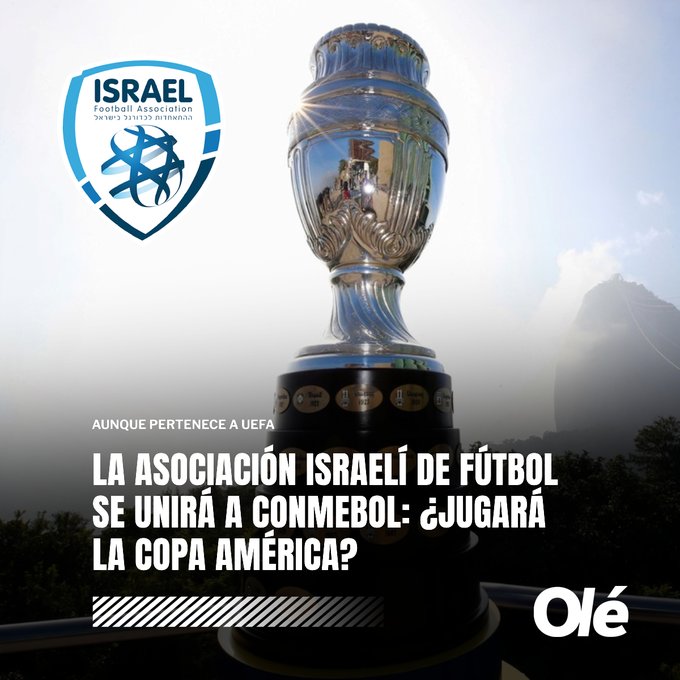 ISRAEL
Football Association
ההתאחדות לכדורגל בישראל
AUNQUE PERTENECE A UEFA
LA ASOCIACIÓN ISRAELÍ DE FÚTBOL
SE UNIRÁ A CONMEBOL: ¿JUGARÁ
LA COPA AMÉRICA?
Olé